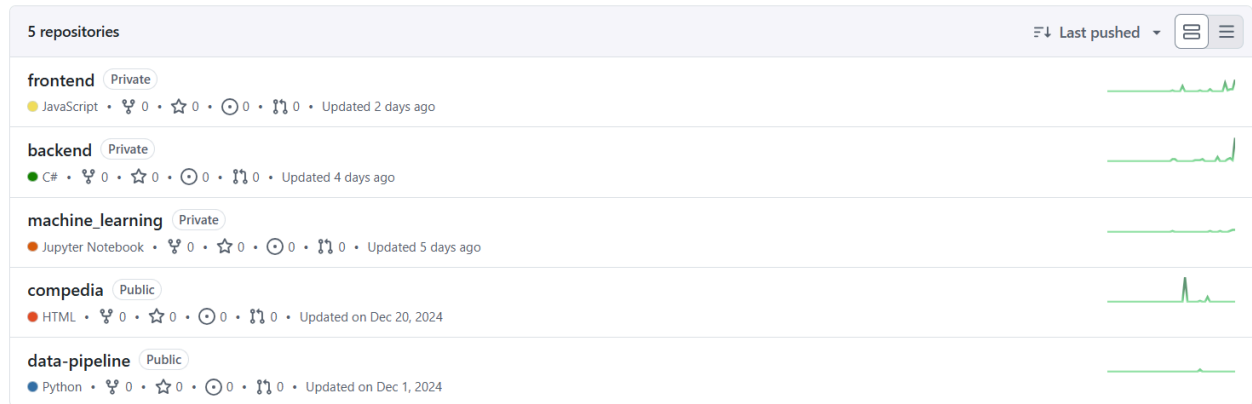 5 repositories Last pushed
frontend Private
JavaScript • 0 • 0 • 0 • 0 • Updated 2 days ago
backend Private
C# • 0 • 0 • 0 • 0 • Updated 4 days ago
machine_learning Private
Jupyter Notebook • 0 • 0 • 0 • 0 • Updated 5 days ago
compedia Public
HTML • 0 • 0 • 0 • 0 • Updated on Dec 20, 2024
data-pipeline Public
Python • 0 • 0 • 0 • 0 • Updated on Dec 1, 2024